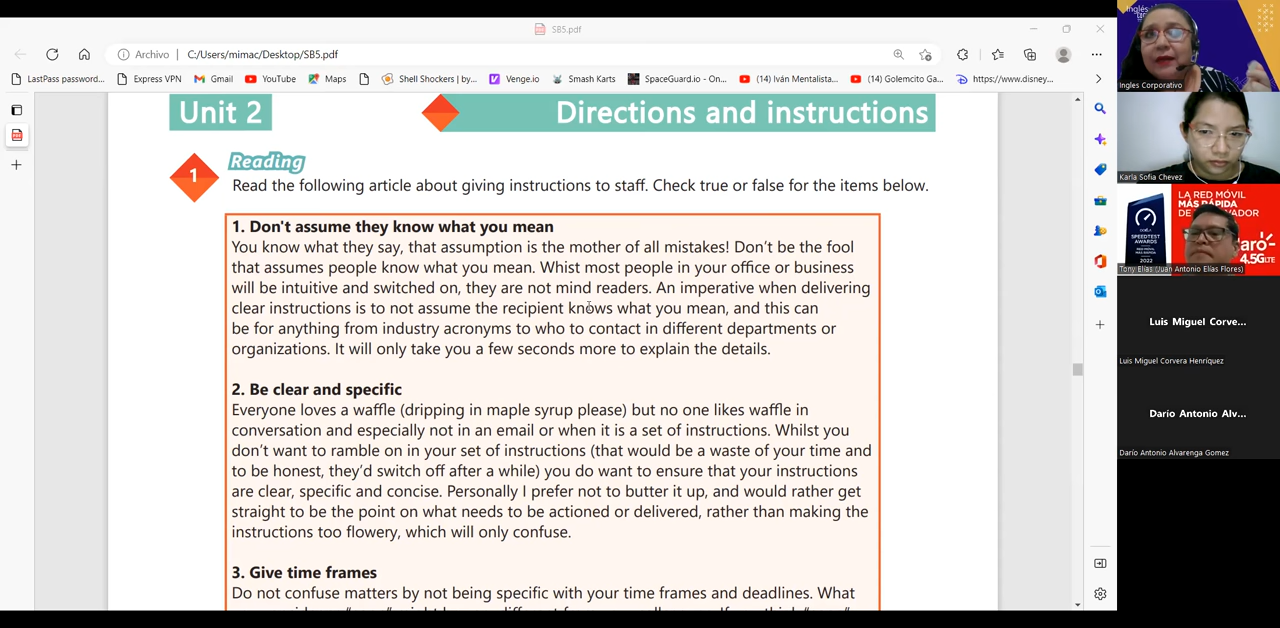 SB5.pdf
Archivo
C:/Users/mimac/Desktop/SB5.pdf
LastPass password...
Express VPN
Gmail
YouTube
Maps
Shell Shockers | by...
Venge.io
Smash Karts
SpaceGuard.io - On...
(14) Iván Mentalista...
(14) Golemcito Ga...
https://www.disney...
Unit 2
Directions and instructions
1
Reading
Read the following article about giving instructions to staff. Check true or false for the items below.
1. Don't assume they know what you mean
You know what they say, that assumption is the mother of all mistakes! Don't be the fool
that assumes people know what you mean. Whist most people in your office or business
will be intuitive and switched on, they are not mind readers. An imperative when delivering
clear instructions is to not assume the recipient knows what you mean, and this can
be for anything from industry acronyms to who to contact in different departments or
organizations. It will only take you a few seconds more to explain the details.
2. Be clear and specific
Everyone loves a waffle (dripping in maple syrup please) but no one likes waffle in
conversation and especially not in an email or when it is a set of instructions. Whilst you
don't want to ramble on in your set of instructions (that would be a waste of your time and
to be honest, they'd switch off after a while) you do want to ensure that your instructions
are clear, specific and concise. Personally I prefer not to butter it up, and would rather get
straight to be the point on what needs to be actioned or delivered, rather than making the
instructions too flowery, which will only confuse.
3. Give time frames
Do not confuse matters by not being specific with your time frames and deadlines. What
Ingles Corporativo
Karla Sofia Chevez
LA RED MÓVIL
MÁS RÁPIDA
SPEEDTEST
AWARDS
2022
4.5G
Tony Elias (Juan Antonio Elías Flores)
Luis Miguel Corve...
Luis Miguel Corvera Henríquez
Darío Antonio Alv...
Darío Antonio Alvarenga Gomez